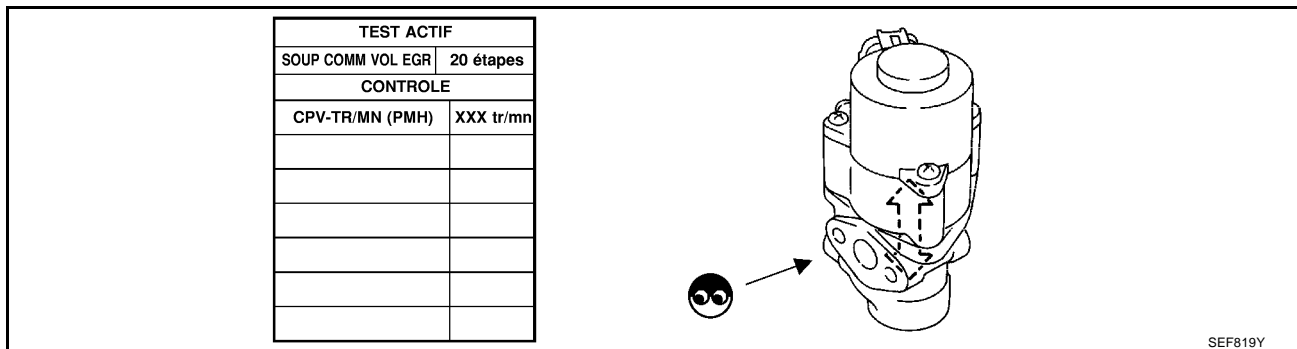 TEST ACTIF
SOUP COMM VOL EGR 20 étapes
CONTROLE
CPV-TR/MN (PMH) XXX tr/mn
SEF819Y